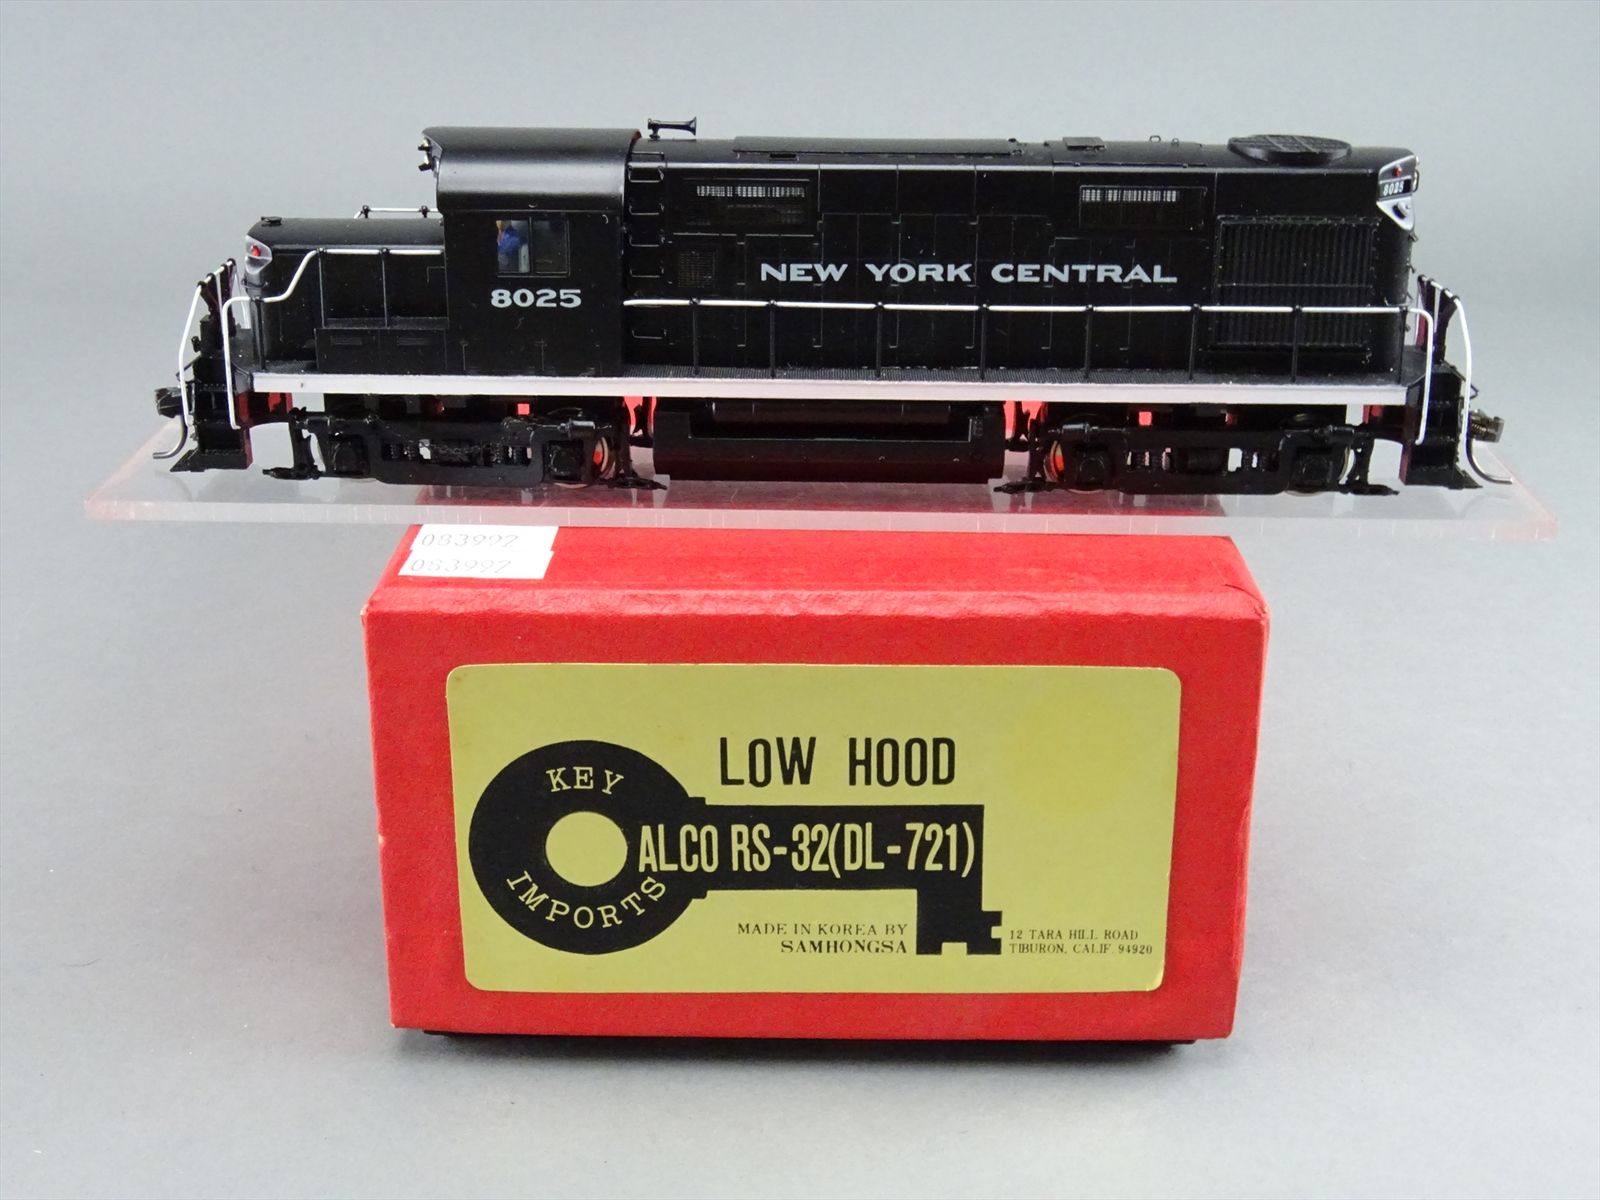 8025
NEW YORK CENTRAL
8025
083992
083992
LOW HOOD
KEY
ALCO RS-32(DL-721)
IMPORTS
MADE IN KOREA BY
SAMHONGSA
12 TARA HILL ROAD
TIBURON, CALIF. 94920